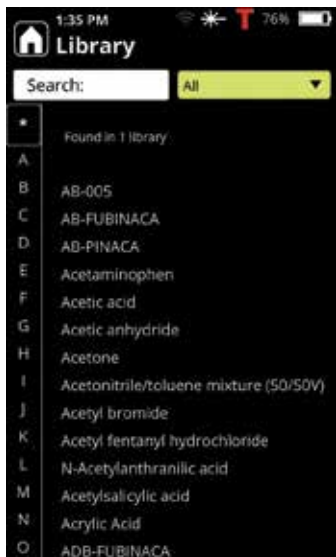 1:35 PM
T 76%
Library
Search:
All
*
Found in 1 library
A
B AB-005
C AB-FUBINACA
D AB-PINACA
E Acetaminophen
F Acetic acid
G Acetic anhydride
H Acetone
I Acetonitrile/toluene mixture (50/50V)
J Acetyl bromide
K Acetyl fentanyl hydrochloride
L N-Acetylanthranilic acid
M Acetylsalicylic acid
N Acrylic Acid
O ADB-FUBINACA